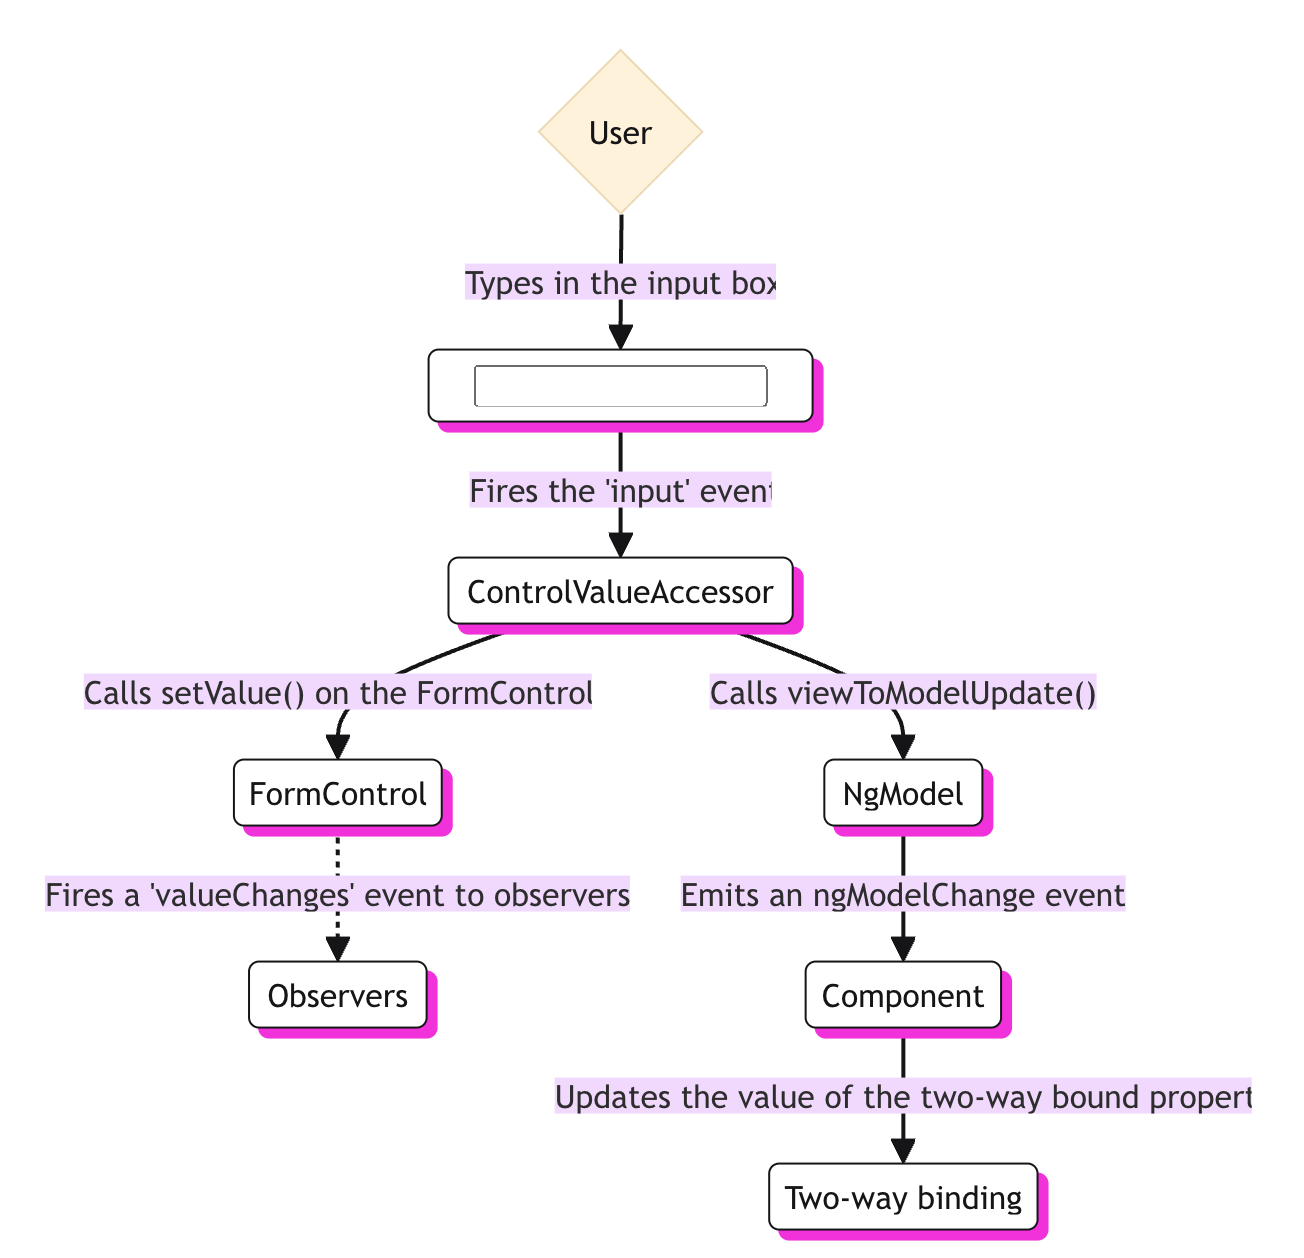 User
Types in the input box
Fires the 'input' event
ControlValueAccessor
Calls setValue() on the FormControl
Calls viewToModelUpdate()
FormControl
NgModel
Fires a 'valueChanges' event to observers
Emits an ngModelChange event
Observers
Component
Updates the value of the two-way bound propert
Two-way binding